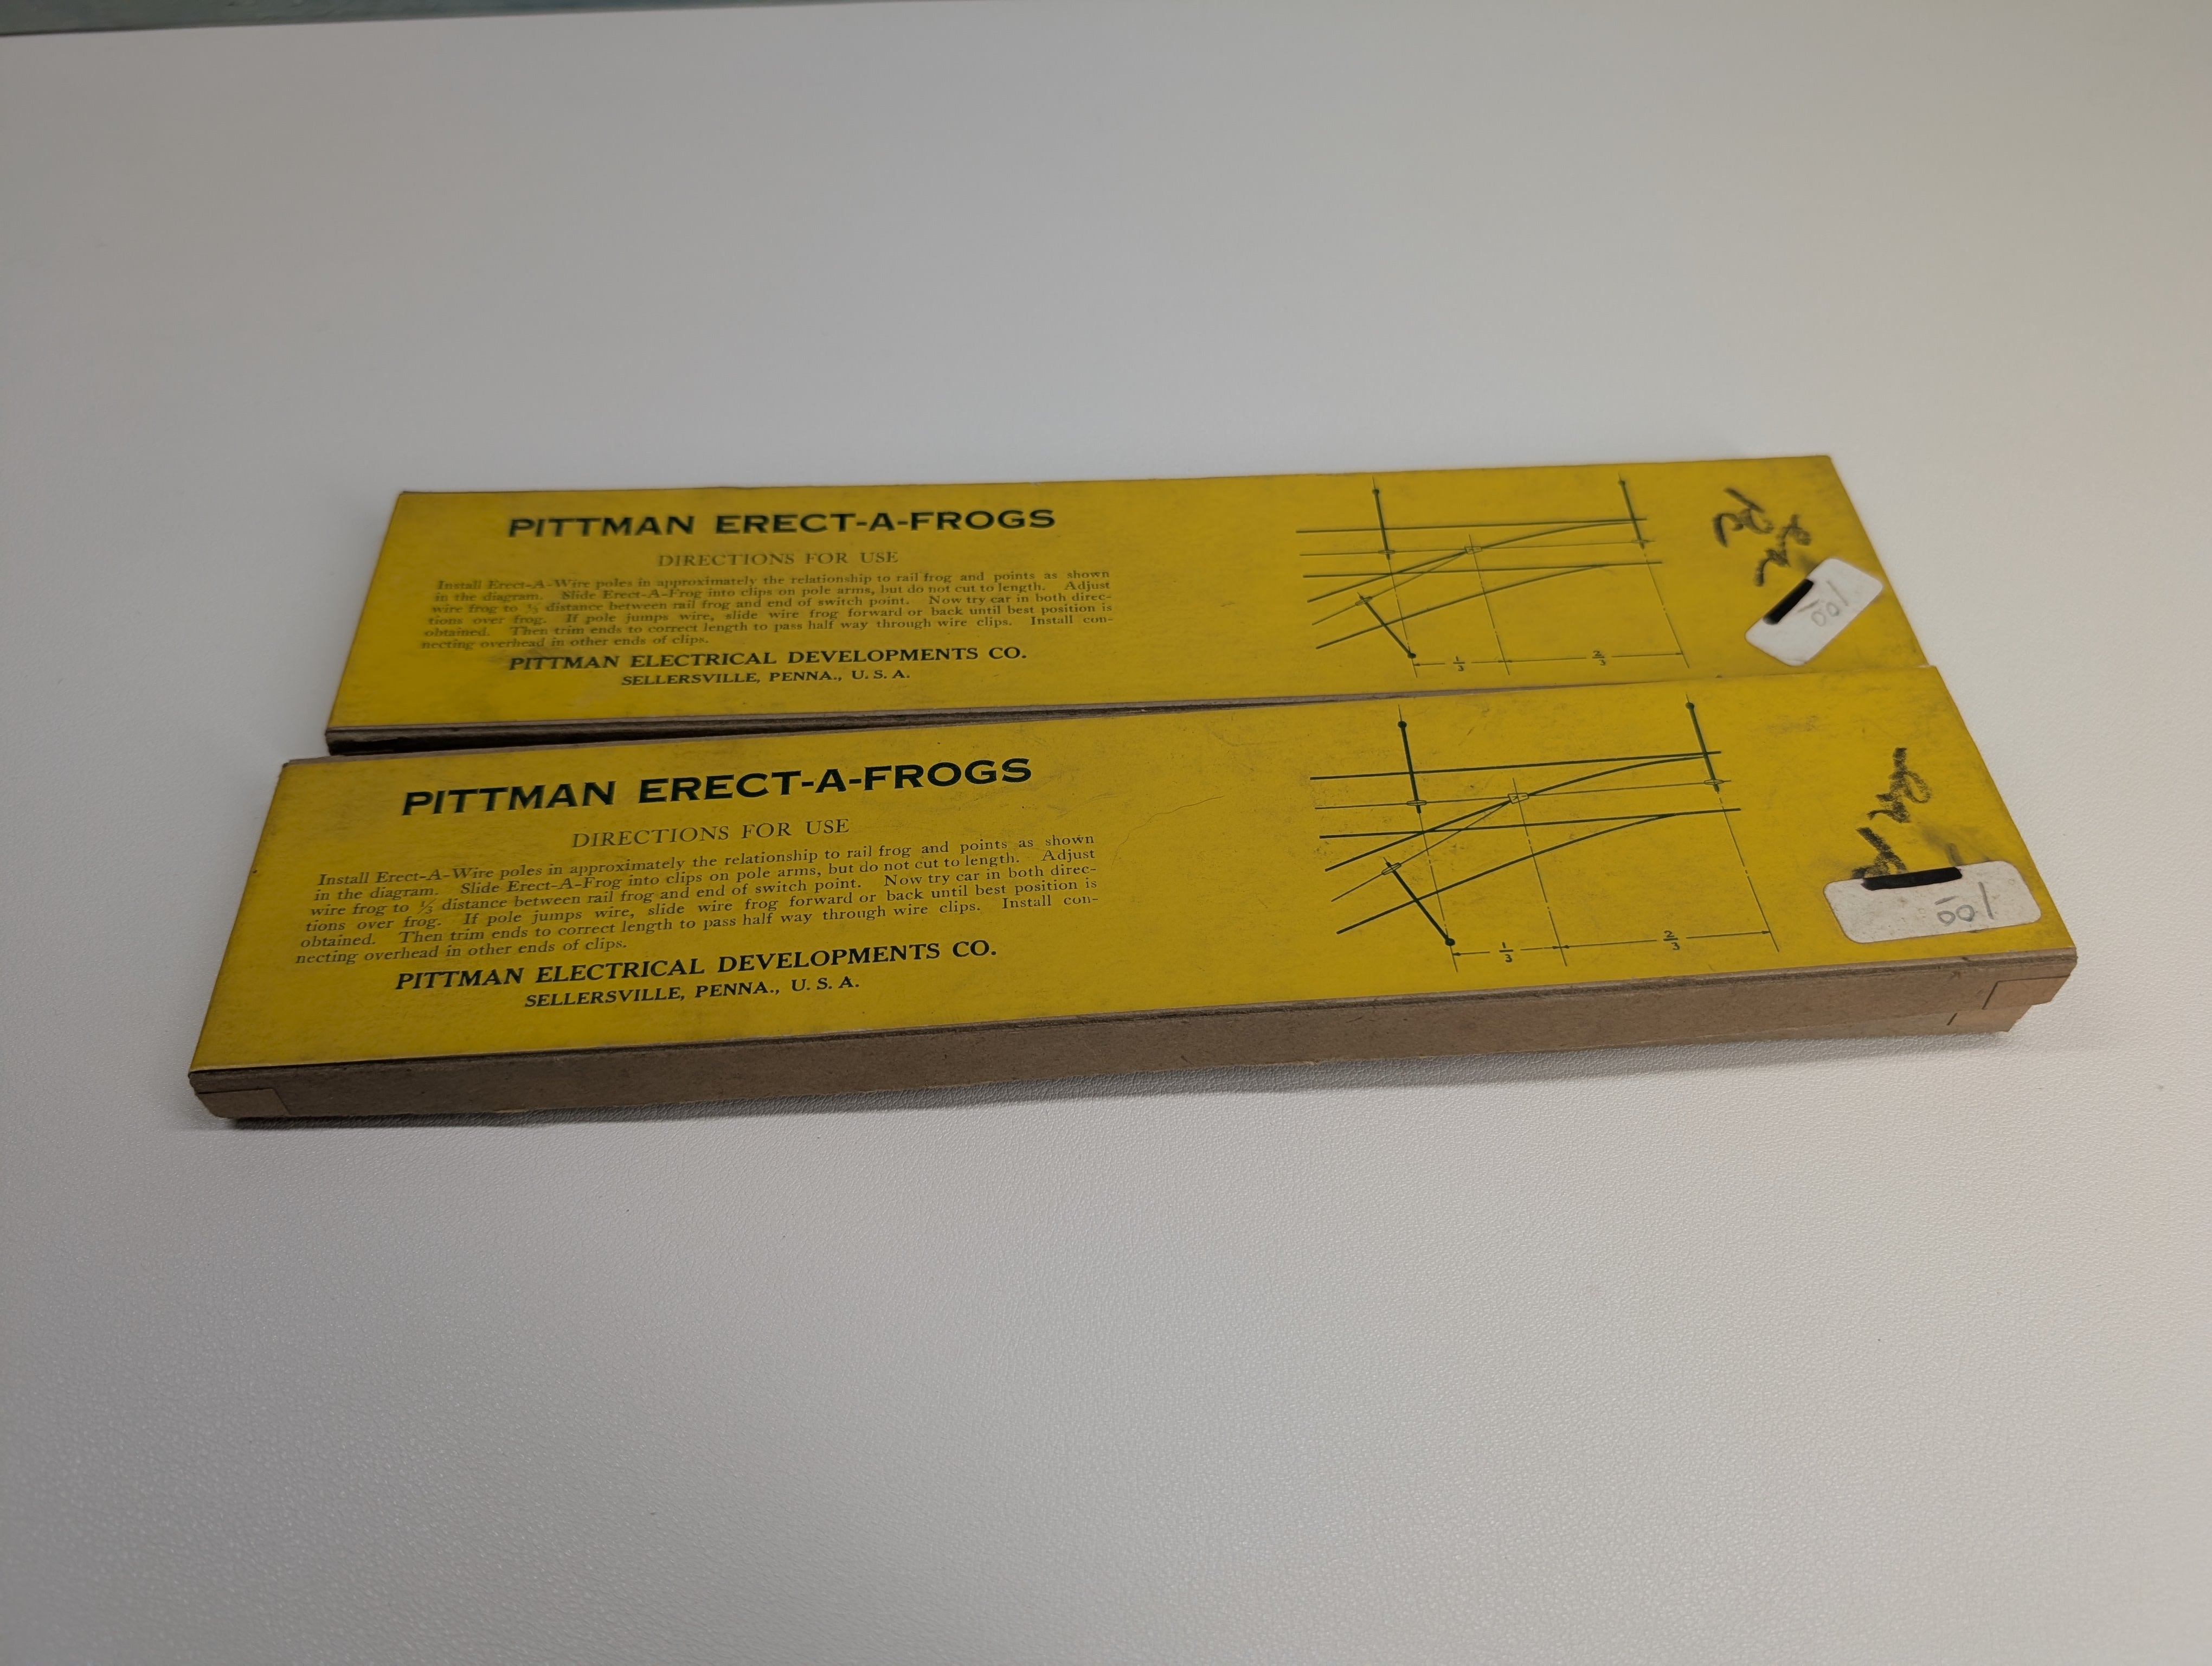 PITTMAN ERECT-A-FROGS
DIRECTIONS FOR USE
Install Erect-A-Wire poles in approximately the relationship to rail frog and points as shown
in the diagram. Slide Erect-A-Frog into clips on pole arms, but do not cut to length. Adjust
wire frog to ⅓ distance between rail frog and end of switch point. Now try car in both direc-
tions over frog. If pole jumps wire, slide wire frog forward or back until best position is
obtained. Then trim ends to correct length to pass half way through wire clips. Install con-
necting overhead in other ends of clips.
PITTMAN ELECTRICAL DEVELOPMENTS CO.
SELLERSVILLE, PENNA., U. S. A.
1/3 2/3
100
PITTMAN ERECT-A-FROGS
DIRECTIONS FOR USE
Install Erect-A-Wire poles in approximately the relationship to rail frog and points as shown
in the diagram. Slide Erect-A-Frog into clips on pole arms, but do not cut to length. Adjust
wire frog to ⅓ distance between rail frog and end of switch point. Now try car in both direc-
tions over frog. If pole jumps wire, slide wire frog forward or back until best position is
obtained. Then trim ends to correct length to pass half way through wire clips. Install con-
necting overhead in other ends of clips.
PITTMAN ELECTRICAL DEVELOPMENTS CO.
SELLERSVILLE, PENNA., U. S. A.
1/3 2/3
100